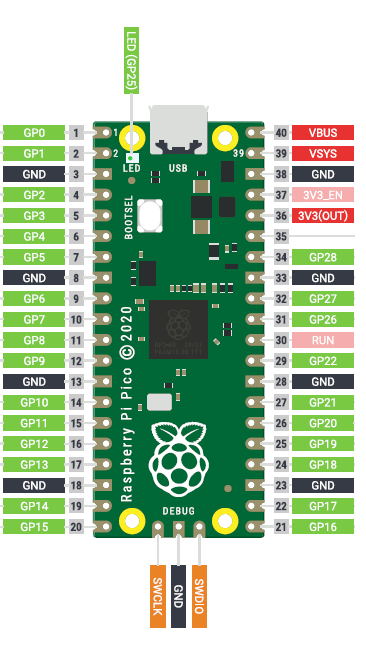 LED (GP25)
GP0 1 1 40 VBUS
GP1 2 2 39 39 VSYS
LED USB
GND 3 38 GND
GP2 4 37 3V3_EN
BOOTSEL
GP3 5 36 3V3(OUT)
GP4 6 35
GP5 7 34 GP28
GND 8 33 GND
GP6 9 32 GP27
GP7 10 31 GP26
GP8 11 30 RUN
GP9 12 29 GP22
GND 13 28 GND
Raspberry Pi Pico © 2020
GP10 14 27 GP21
GP11 15 26 GP20
GP12 16 25 GP19
GP13 17 24 GP18
GND 18 23 GND
GP14 19 22 GP17
DEBUG
GP15 20 21 GP16
SWCLK GND SWDIO